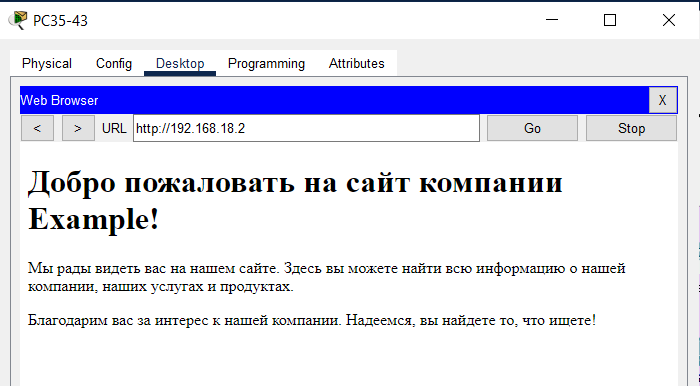 PC35-43
Physical Config Desktop Programming Attributes
Web Browser X
< > URL http://192.168.18.2 Go Stop
Добро пожаловать на сайт компании
Example!
Мы рады видеть вас на нашем сайте. Здесь вы можете найти всю информацию о нашей
компании, наших услугах и продуктах.
Благодарим вас за интерес к нашей компании. Надеемся, вы найдете то, что ищете!